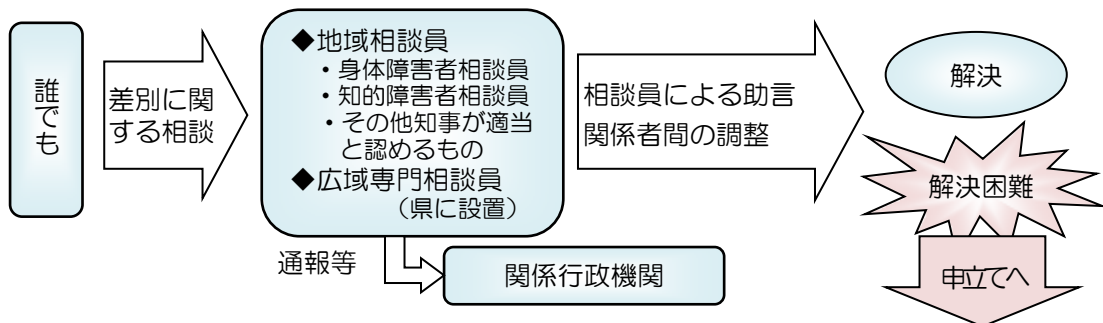 誰でも
差別に関
する相談
◆地域相談員
・身体障害者相談員
・知的障害者相談員
・その他知事が適当
と認めるもの
◆広域専門相談員
（県に設置）
相談員による助言
関係者間の調整
解決
解決困難
申立てへ
通報等
関係行政機関